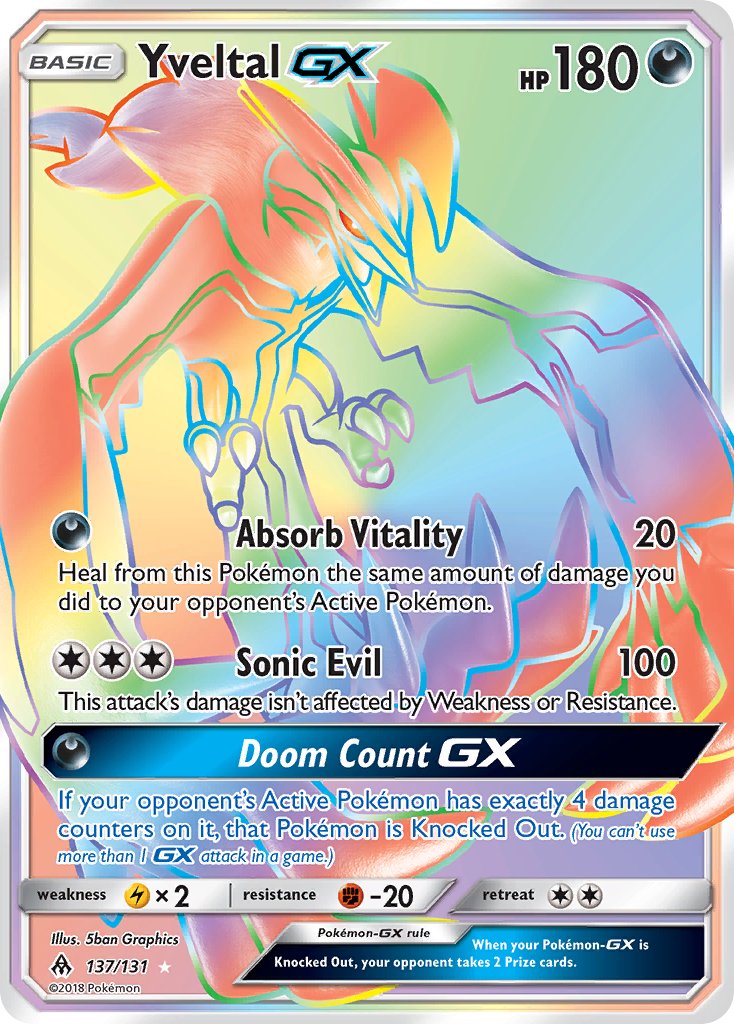 BASIC Yveltal GX HP 180
Absorb Vitality 20
Heal from this Pokémon the same amount of damage you
did to your opponent's Active Pokémon.
Sonic Evil 100
This attack's damage isn't affected by Weakness or Resistance.
Doom Count GX
If your opponent's Active Pokémon has exactly 4 damage
counters on it, that Pokémon is Knocked Out. (You can't use
more than 1 GX attack in a game.)
weakness × 2 resistance -20 retreat
Illus. 5ban Graphics
137/131
©2018 Pokémon
Pokémon-GX rule
When your Pokémon-GX is
Knocked Out, your opponent takes 2 Prize cards.